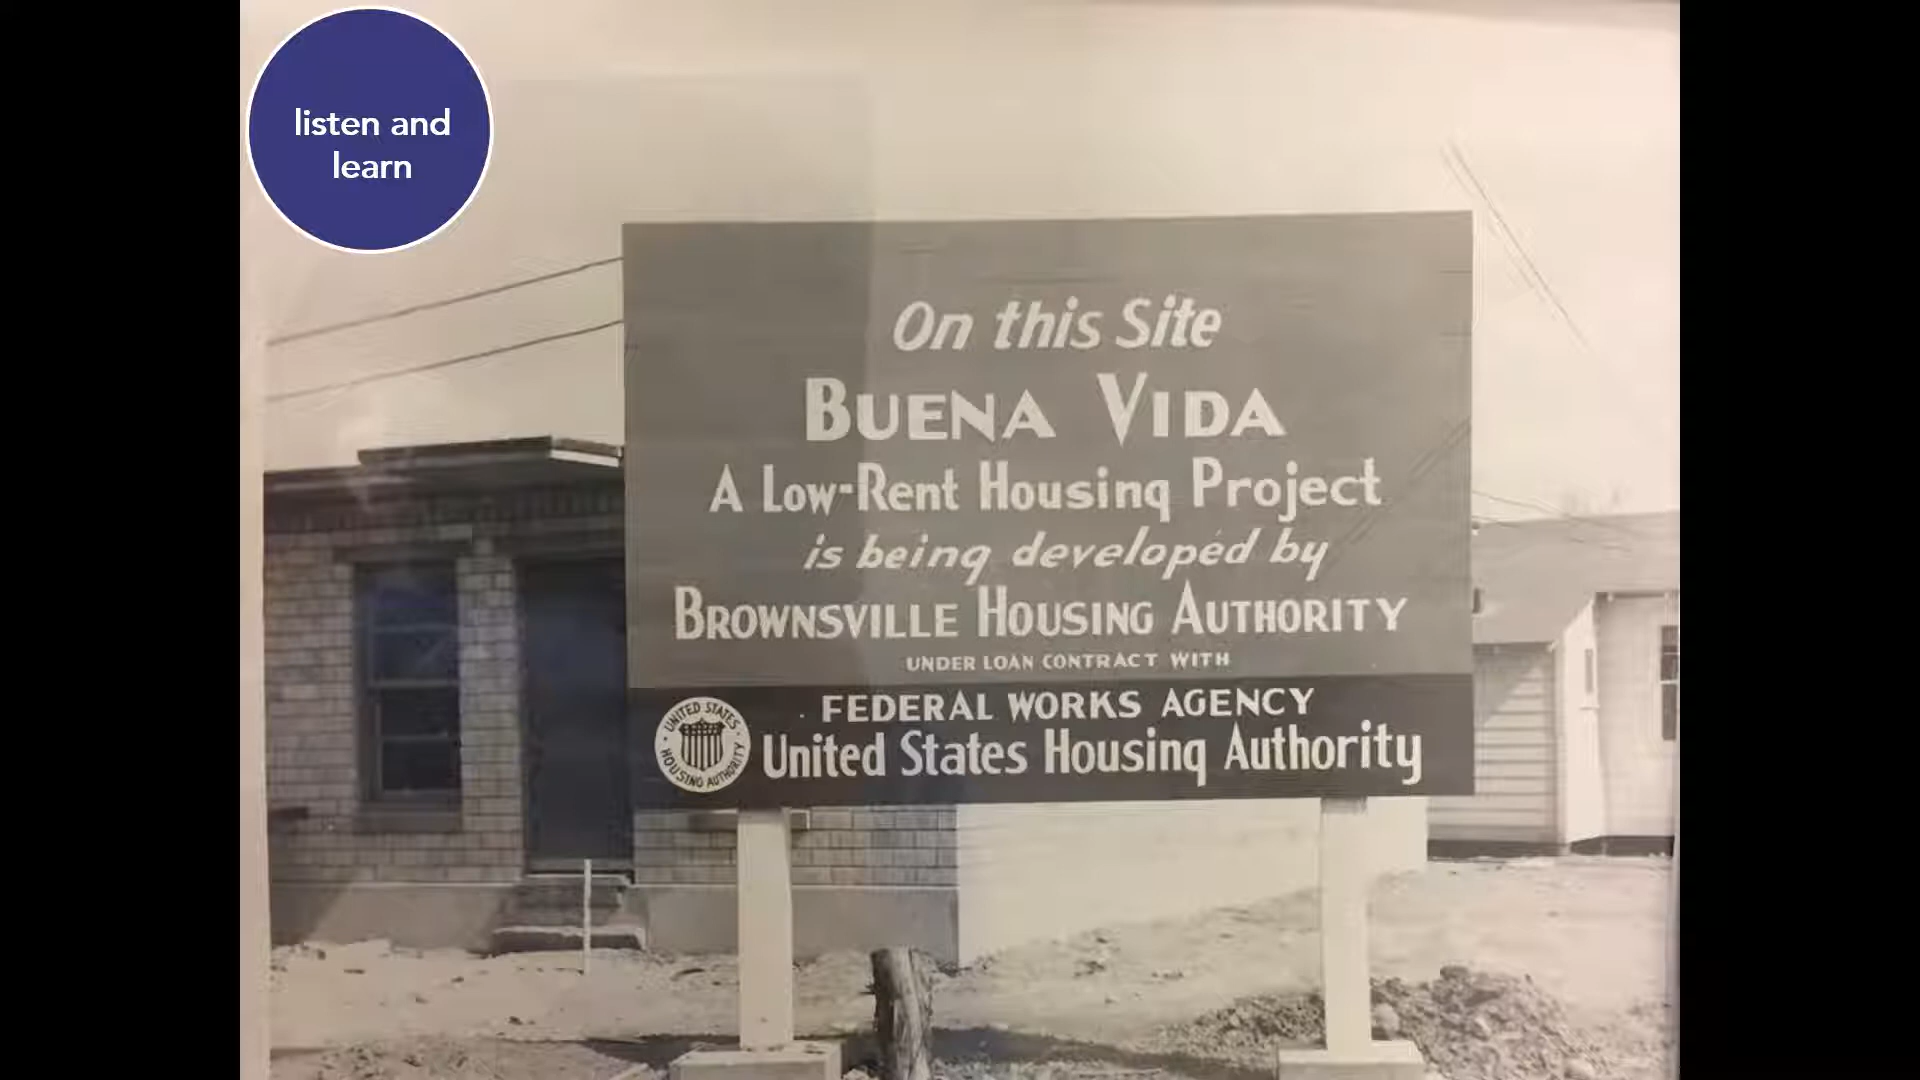 listen and
learn
On this Site
BUENA VIDA
A Low-Rent Housing Project
is being developed by
BROWNSVILLE HOUSING AUTHORITY
UNDER LOAN CONTRACT WITH
FEDERAL WORKS AGENCY
United States Housing Authority
UNITED STATES
HOUSING AUTHORITY